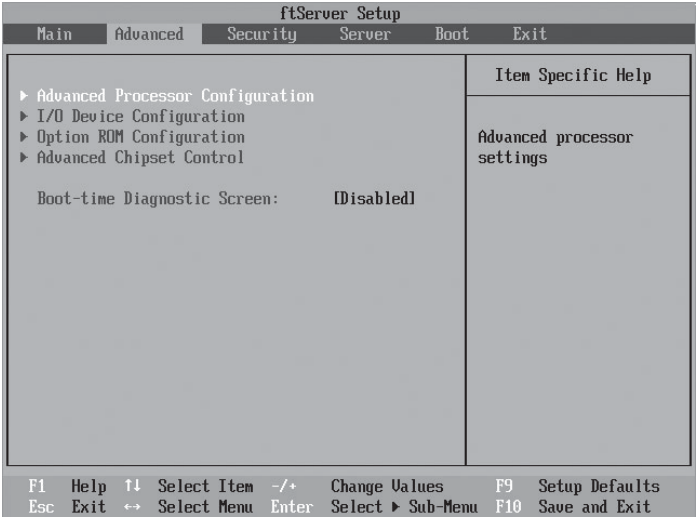 ftServer Setup
Main Advanced Security Server Boot Exit
Item Specific Help
▶ Advanced Processor Configuration
▶ I/O Device Configuration
▶ Option ROM Configuration
▶ Advanced Chipset Control
Boot-time Diagnostic Screen: [Disabled]
Advanced processor
settings
F1 Help ↑↓ Select Item -/+ Change Values F9 Setup Defaults
Esc Exit ↔ Select Menu Enter Select ▶ Sub-Menu F10 Save and Exit